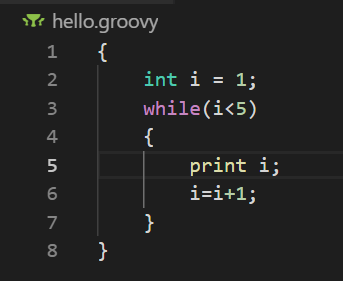 hello.groovy
1 {
2 int i = 1;
3 while(i<5)
4 {
5 print i;
6 i=i+1;
7 }
8 }